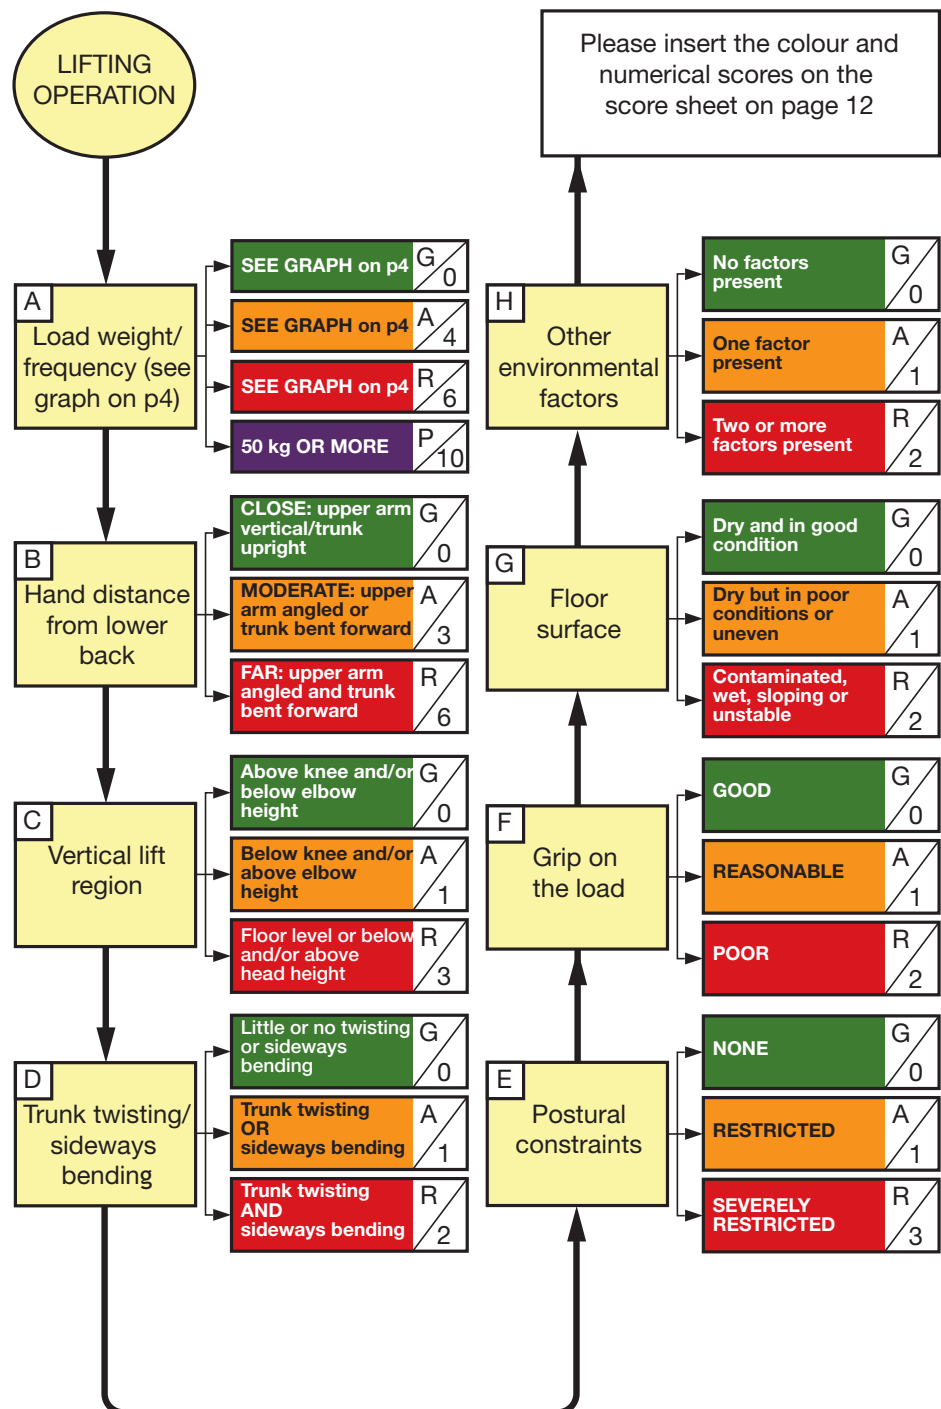 LIFTING
OPERATION
A
Load weight/
frequency (see
graph on p4)
SEE GRAPH on p4
G
0
SEE GRAPH on p4
A
4
SEE GRAPH on p4
R
6
50 kg OR MORE
P
10
B
Hand distance
from lower
back
CLOSE: upper arm
vertical/trunk
upright
G
0
MODERATE: upper
arm angled or
trunk bent forward
A
3
FAR: upper arm
angled and trunk
bent forward
R
6
C
Vertical lift
region
Above knee and/or
below elbow
height
G
0
Below knee and/or
above elbow
height
A
1
Floor level or below
and/or above
head height
R
3
D
Trunk twisting/
sideways
bending
Little or no twisting
or sideways
bending
G
0
Trunk twisting
OR
sideways bending
A
1
Trunk twisting
AND
sideways bending
R
2
E
Postural
constraints
NONE
G
0
RESTRICTED
A
1
SEVERELY
RESTRICTED
R
3
F
Grip on
the load
GOOD
G
0
REASONABLE
A
1
POOR
R
2
G
Floor
surface
Dry and in good
condition
G
0
Dry but in poor
conditions or
uneven
A
1
Contaminated,
wet, sloping or
unstable
R
2
H
Other
environmental
factors
No factors
present
G
0
One factor
present
A
1
Two or more
factors present
R
2
Please insert the colour and
numerical scores on the
score sheet on page 12